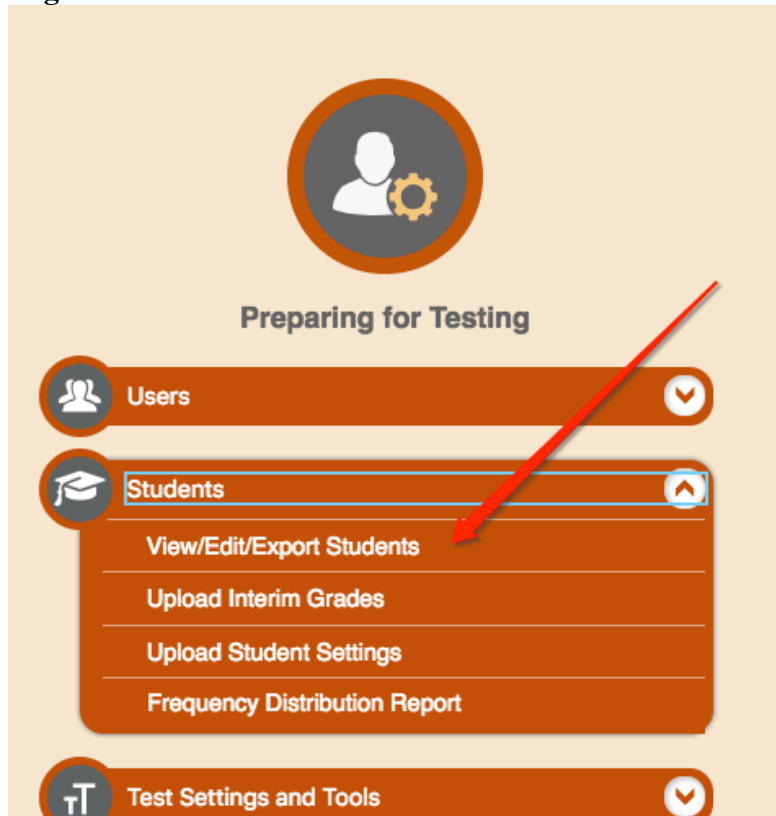 Preparing for Testing
Users
Students
View/Edit/Export Students
Upload Interim Grades
Upload Student Settings
Frequency Distribution Report
TT Test Settings and Tools